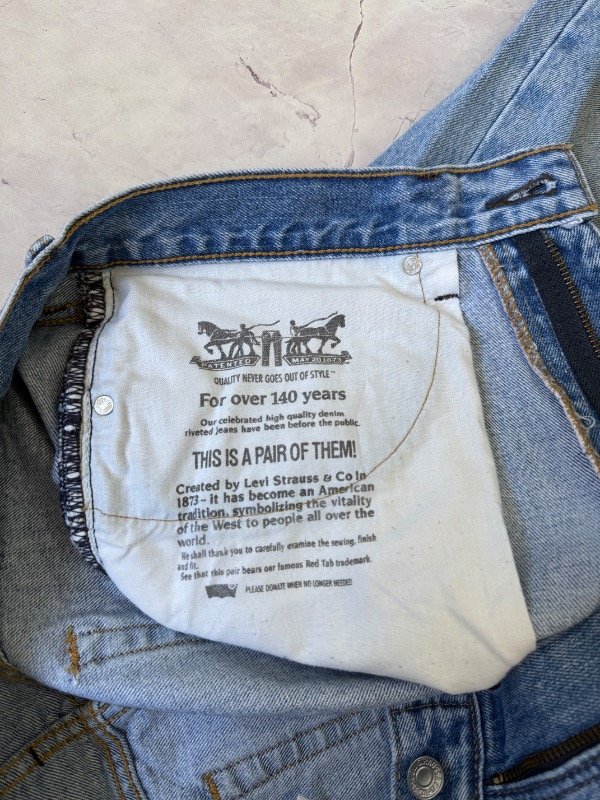 PATENTED MAY 20 1873
QUALITY NEVER GOES OUT OF STYLE™
For over 140 years
Our celebrated high quality denim
riveted jeans have been before the public.
THIS IS A PAIR OF THEM!
Created by Levi Strauss & Co in
1873 - it has become an American
tradition, symbolizing the vitality
of the West to people all over the
world.
We shall thank you to carefully examine the sewing, finish
and fit.
See that this pair bears our famous Red Tab trademark.
PLEASE DONATE WHEN NO LONGER NEEDED